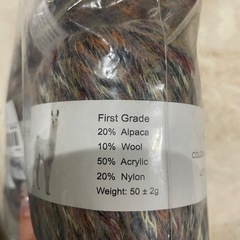 First Grade
20% Alpaca
10% Wool
50% Acrylic
20% Nylon
Weight: 50 ± 2g